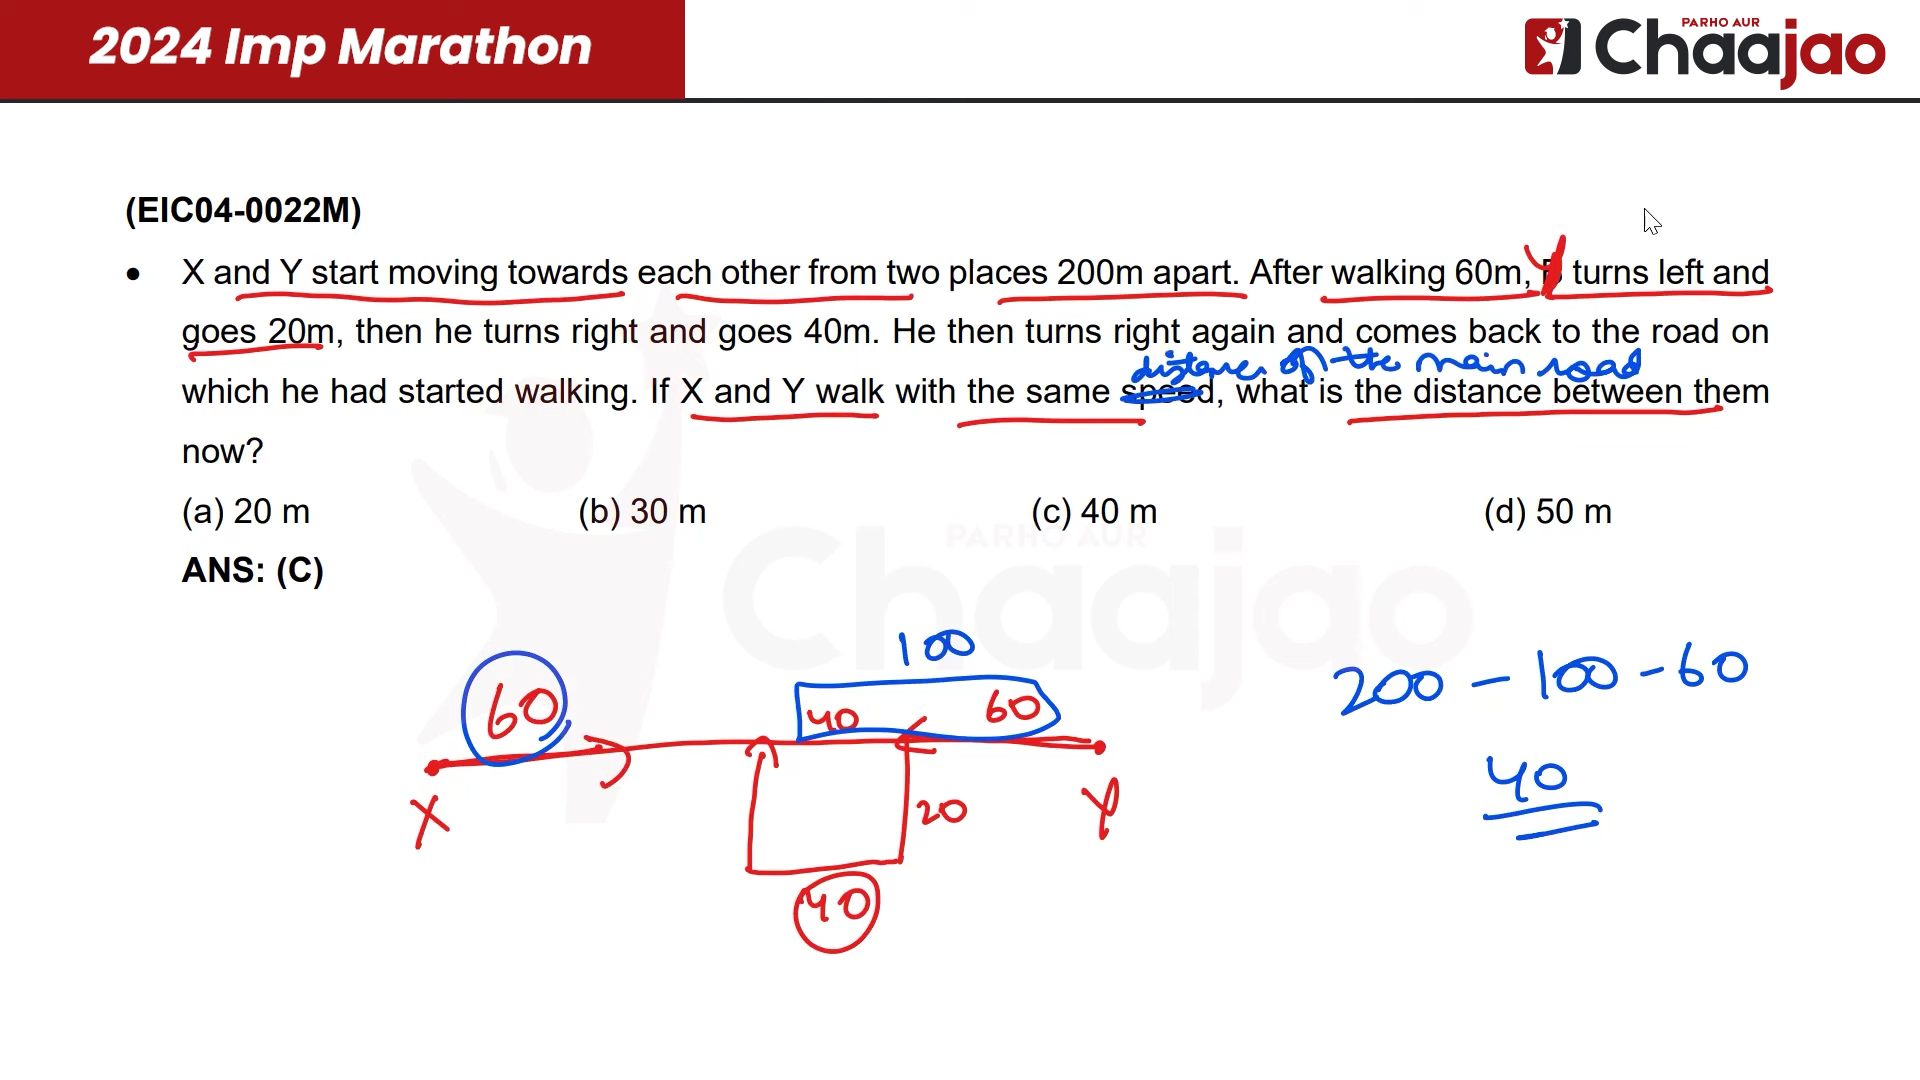 2024 Imp Marathon
PARHO AUR
Chaajao
(EIC04-0022M)
• X and Y start moving towards each other from two places 200m apart. After walking 60m, Y turns left and
goes 20m, then he turns right and goes 40m. He then turns right again and comes back to the road on
distance of the main road
which he had started walking. If X and Y walk with the same speed, what is the distance between them
now?
(a) 20 m (b) 30 m (c) 40 m (d) 50 m
PARHO AUR
Chaajao
ANS: (C)
100
60 40 60
200 - 100 - 60
40
X 20 Y
40